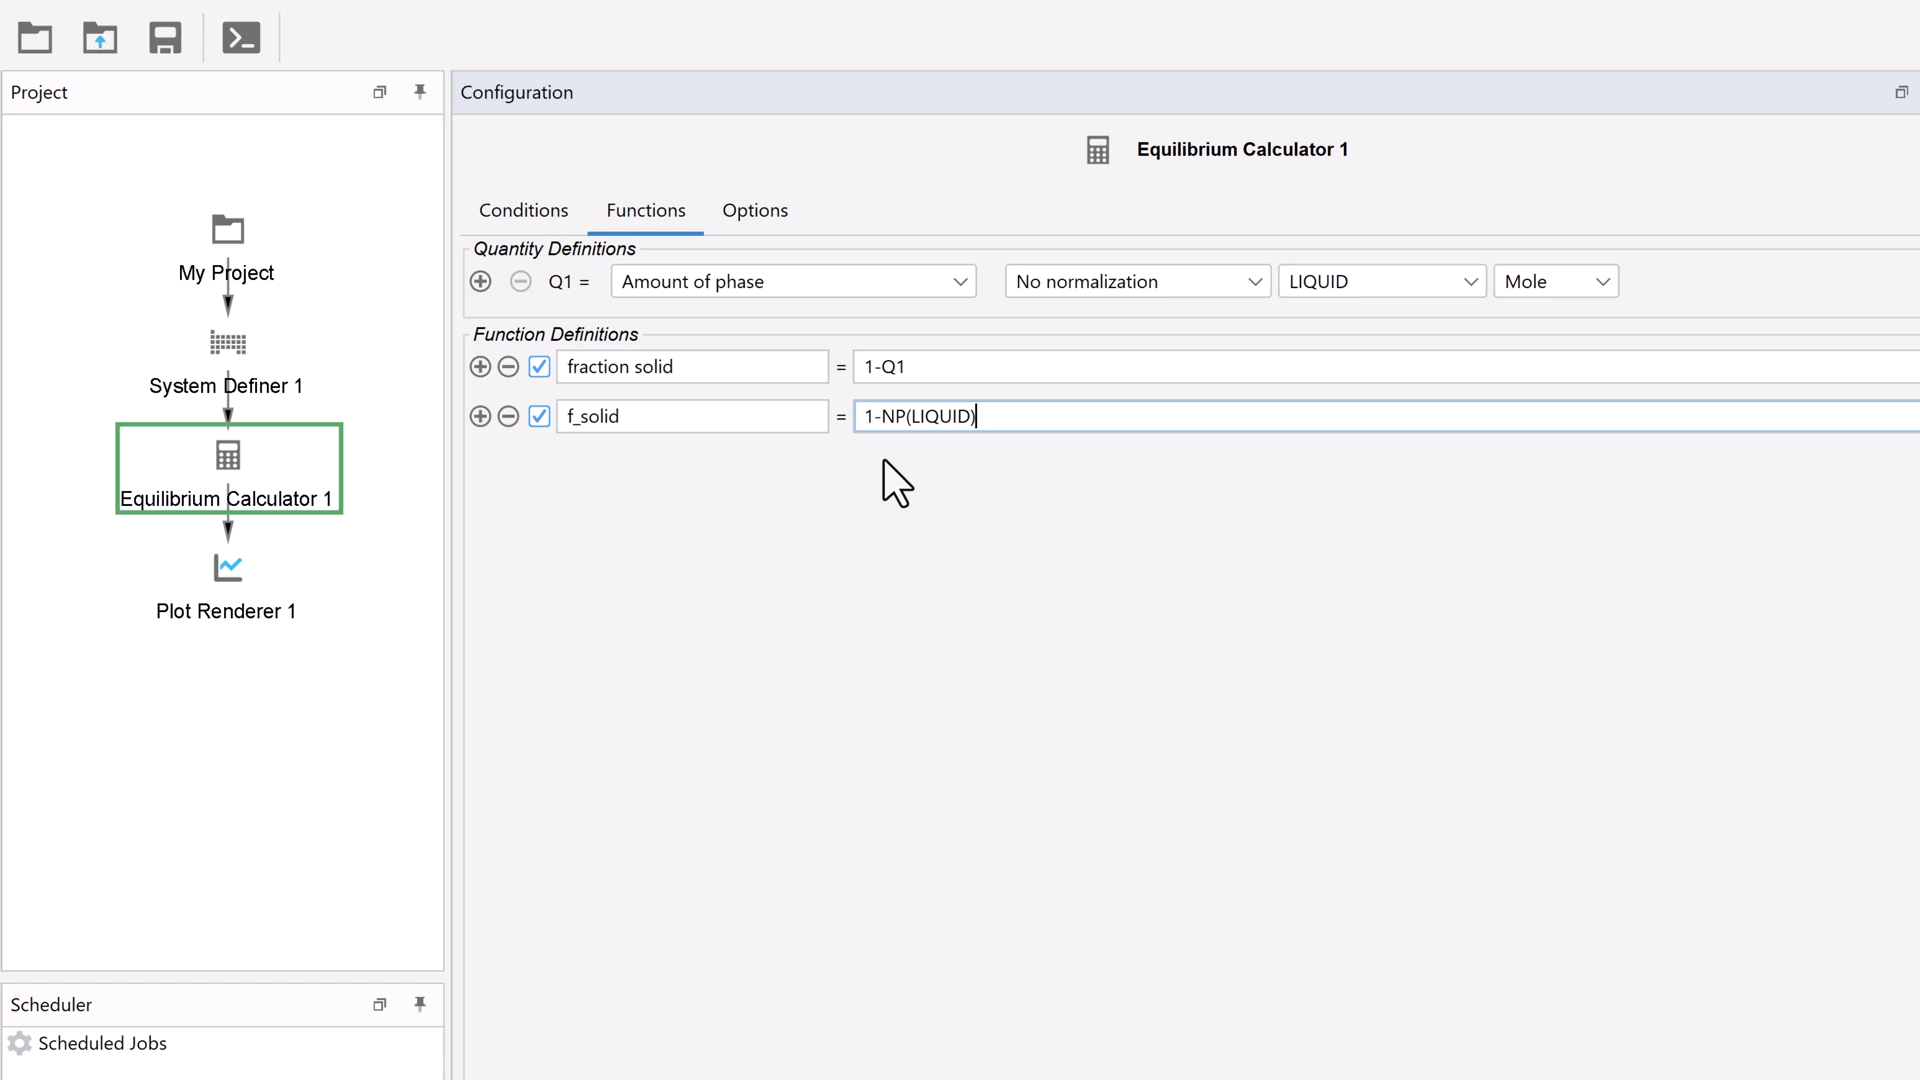 Project
My Project
System Definer 1
Equilibrium Calculator 1
Plot Renderer 1
Scheduler
Scheduled Jobs
Configuration
Equilibrium Calculator 1
Conditions Functions Options
Quantity Definitions
Q1 = Amount of phase No normalization LIQUID Mole
Function Definitions
fraction solid = 1-Q1
f_solid = 1-NP(LIQUID)